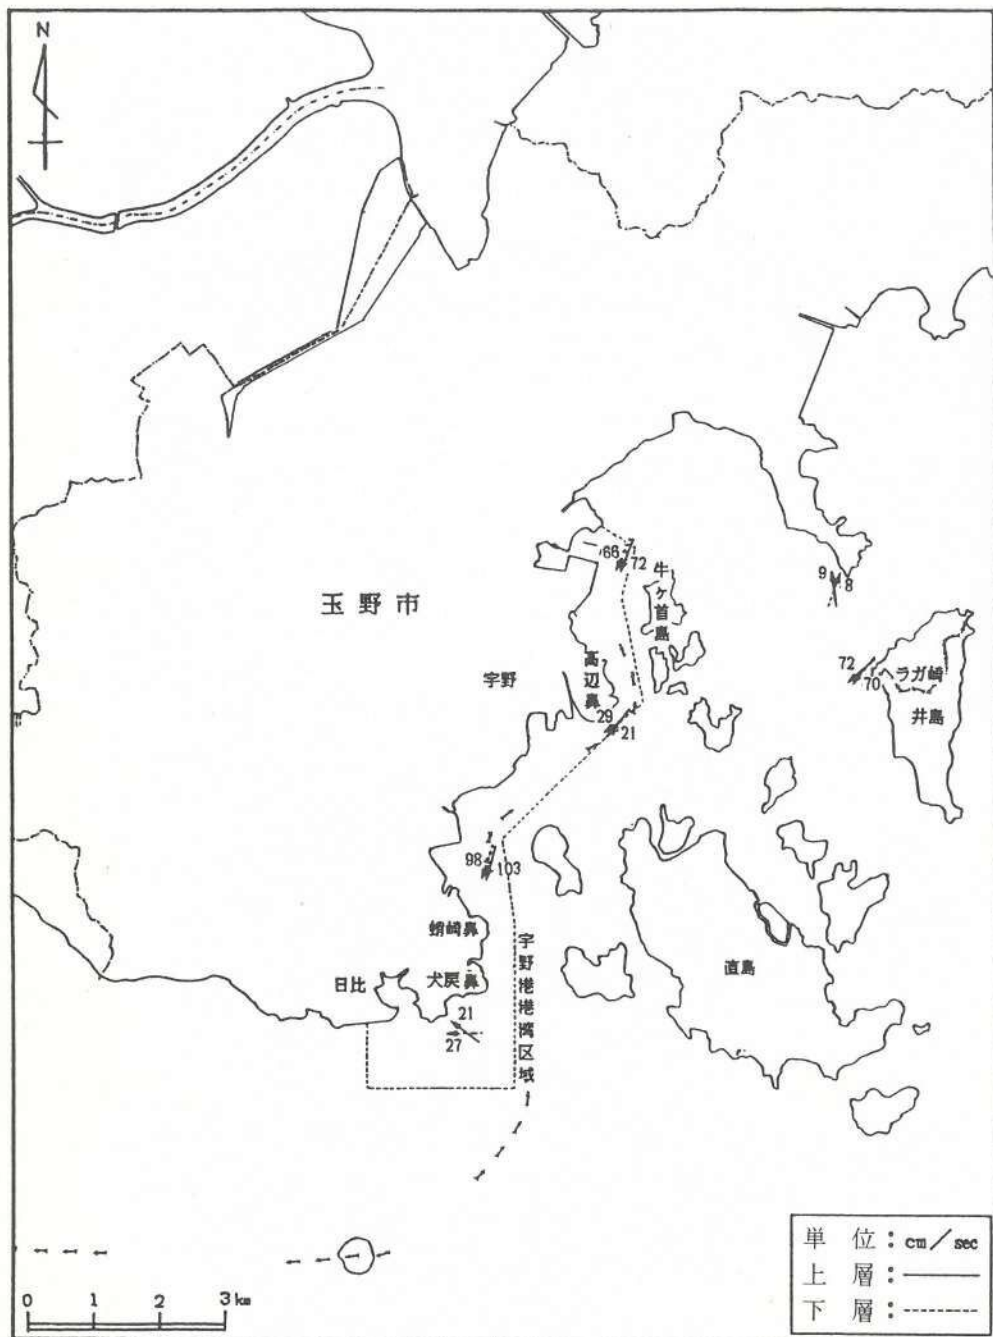 N
66
72
牛ケ首島
9
8
玉野市
高辺鼻
宇野
72
70
ヘラガ崎
井島
29
21
98
103
蛸崎鼻
宇野港港湾区域
直島
日比
犬戻鼻
21
27
単位:cm/sec
上層:
下層:
0 1 2 3km